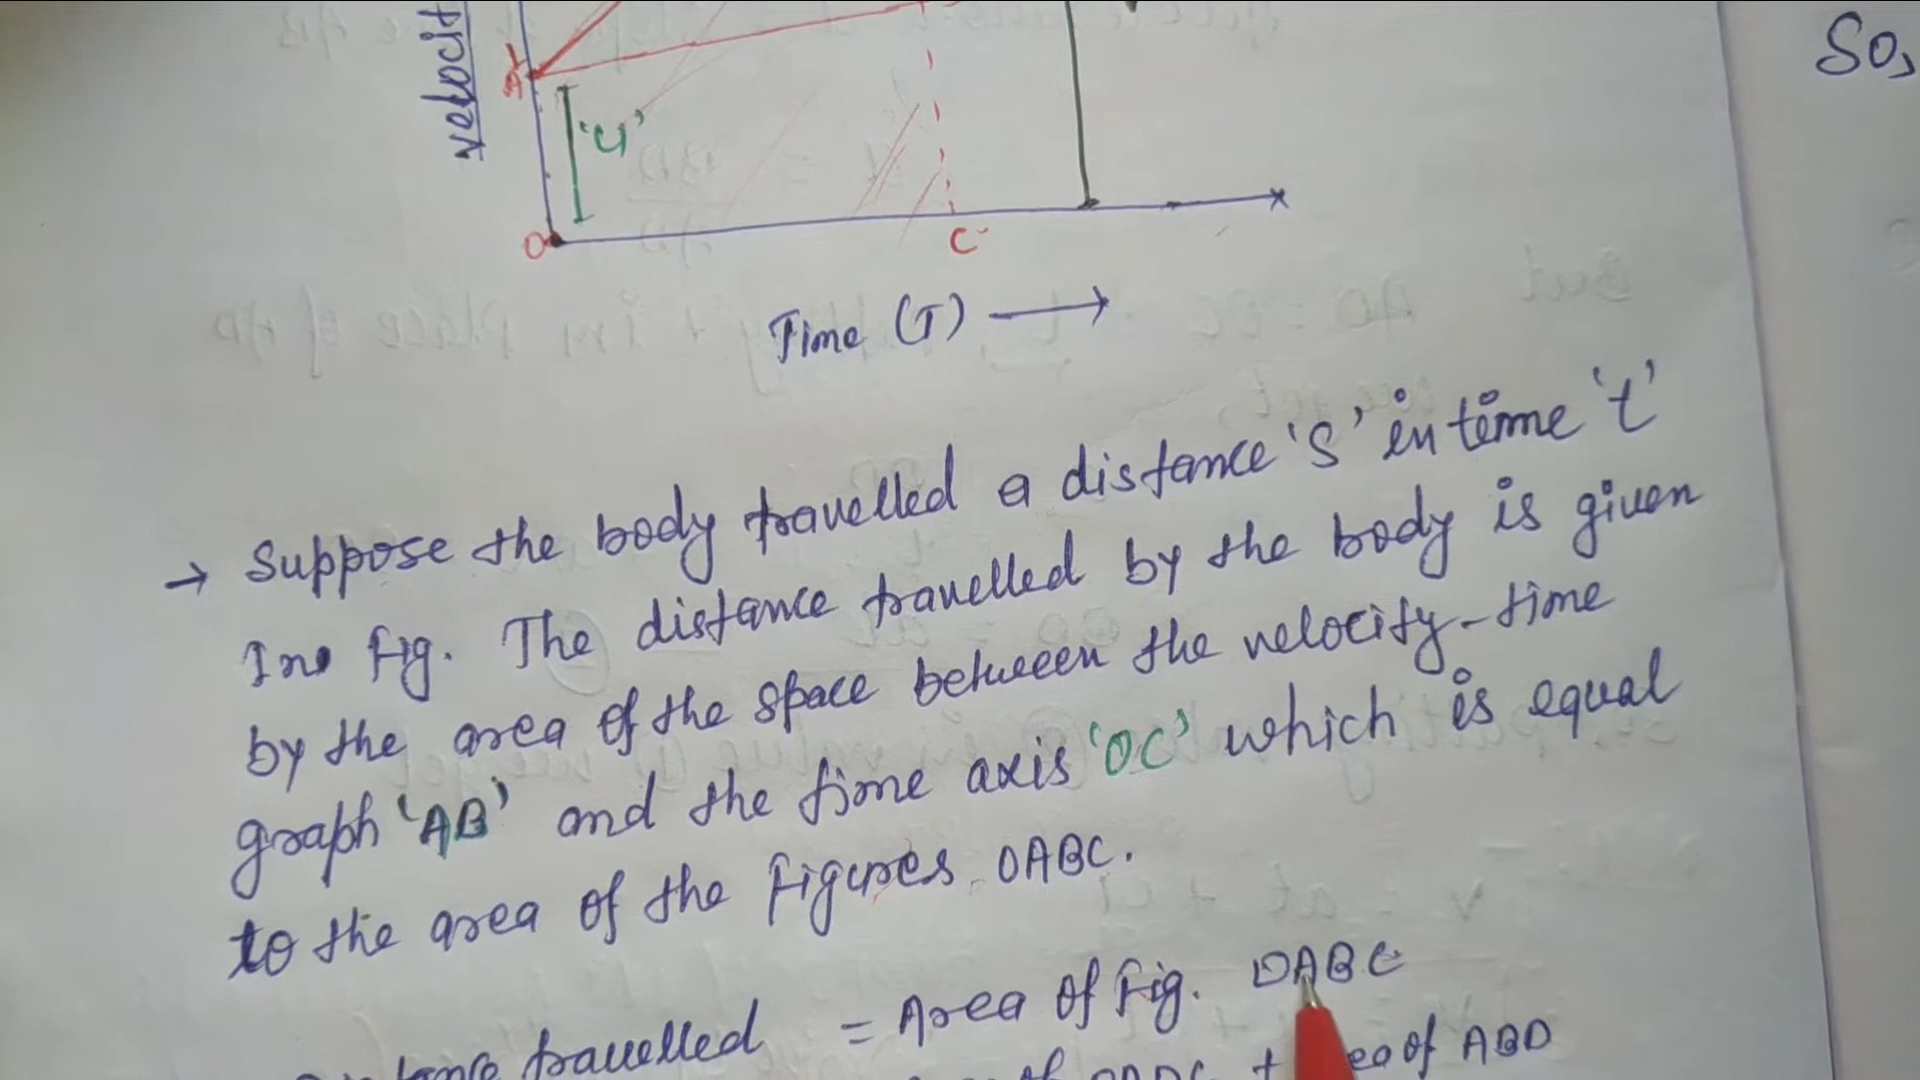 So,
velocit
A
'u'
O
C
x
Time (T) →
→ Suppose the body travelled a distance 'S' in time 't'
In Fig. The distance travelled by the body is given
by the area of the space between the velocity-time
graph 'AB' and the time axis 'OC' which is equal
to the area of the Figures OABC.
travelled = Area of Fig. OABC
+ of ABD